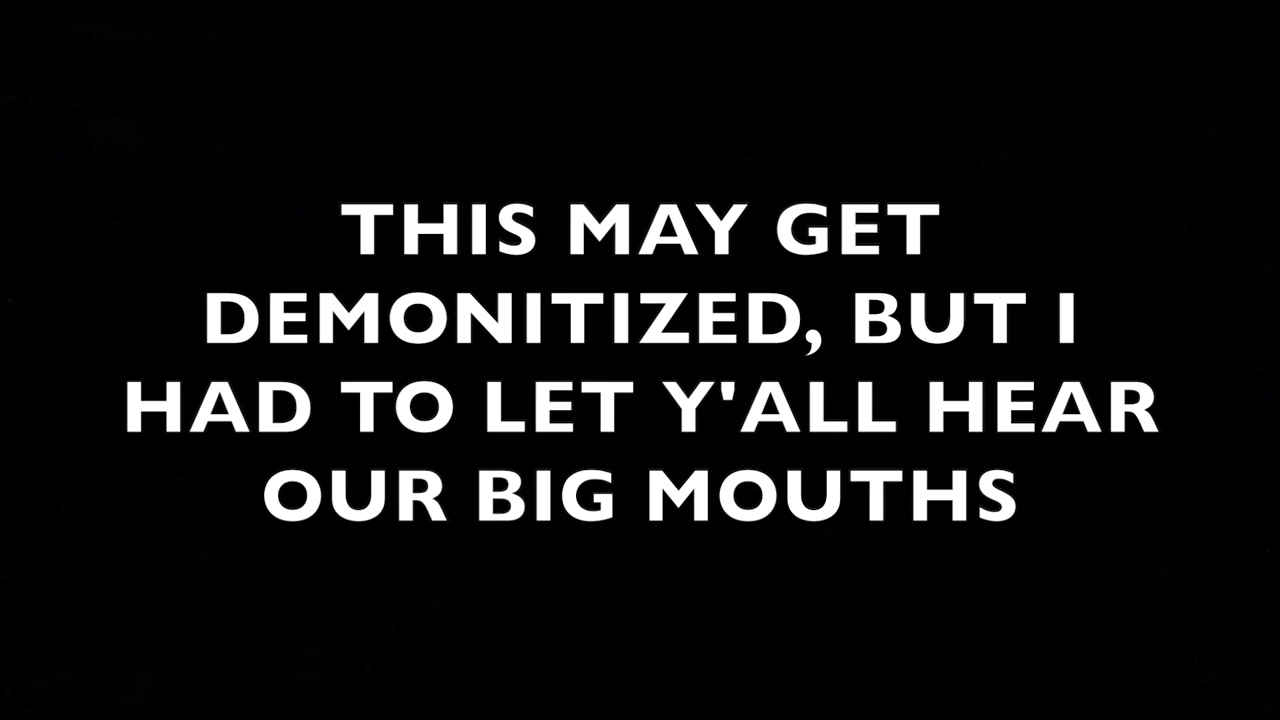 THIS MAY GET
DEMONITIZED, BUT I
HAD TO LET Y'ALL HEAR
OUR BIG MOUTHS